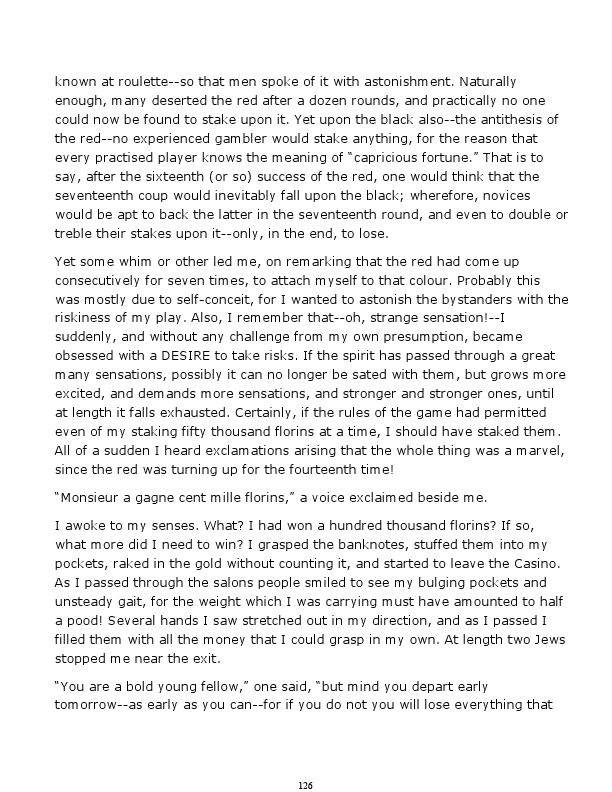 known at roulette--so that men spoke of it with astonishment. Naturally
enough, many deserted the red after a dozen rounds, and practically no one
could now be found to stake upon it. Yet upon the black also--the antithesis of
the red--no experienced gambler would stake anything, for the reason that
every practised player knows the meaning of “capricious fortune.” That is to
say, after the sixteenth (or so) success of the red, one would think that the
seventeenth coup would inevitably fall upon the black; wherefore, novices
would be apt to back the latter in the seventeenth round, and even to double or
treble their stakes upon it--only, in the end, to lose.
Yet some whim or other led me, on remarking that the red had come up
consecutively for seven times, to attach myself to that colour. Probably this
was mostly due to self-conceit, for I wanted to astonish the bystanders with the
riskiness of my play. Also, I remember that--oh, strange sensation!--I
suddenly, and without any challenge from my own presumption, became
obsessed with a DESIRE to take risks. If the spirit has passed through a great
many sensations, possibly it can no longer be sated with them, but grows more
excited, and demands more sensations, and stronger and stronger ones, until
at length it falls exhausted. Certainly, if the rules of the game had permitted
even of my staking fifty thousand florins at a time, I should have staked them.
All of a sudden I heard exclamations arising that the whole thing was a marvel,
since the red was turning up for the fourteenth time!
“Monsieur a gagne cent mille florins,” a voice exclaimed beside me.
I awoke to my senses. What? I had won a hundred thousand florins? If so,
what more did I need to win? I grasped the banknotes, stuffed them into my
pockets, raked in the gold without counting it, and started to leave the Casino.
As I passed through the salons people smiled to see my bulging pockets and
unsteady gait, for the weight which I was carrying must have amounted to half
a pood! Several hands I saw stretched out in my direction, and as I passed I
filled them with all the money that I could grasp in my own. At length two Jews
stopped me near the exit.
“You are a bold young fellow,” one said, “but mind you depart early
tomorrow--as early as you can--for if you do not you will lose everything that
126